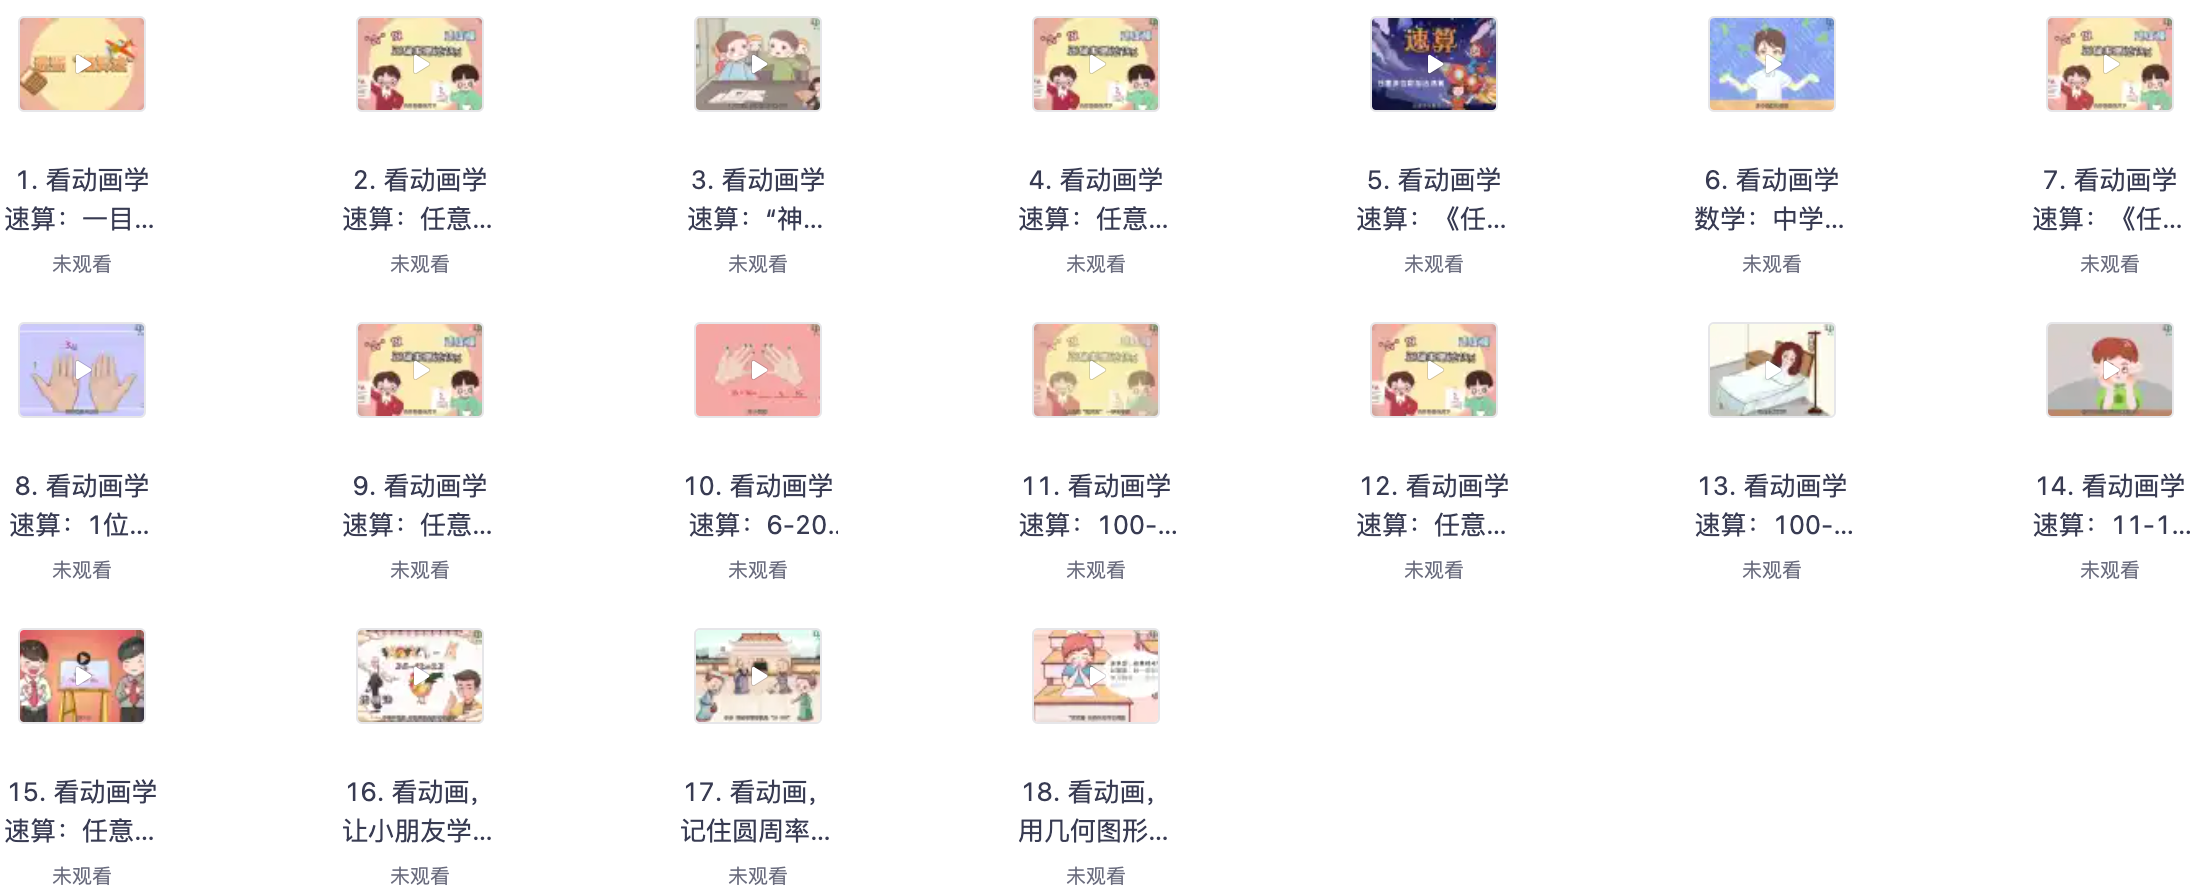 速算
1. 看动画学
速算：一目...
未观看
2. 看动画学
速算：任意...
未观看
3. 看动画学
速算：“神...
未观看
4. 看动画学
速算：任意...
未观看
5. 看动画学
速算：《任...
未观看
6. 看动画学
数学：中学...
未观看
7. 看动画学
速算：《任...
未观看
8. 看动画学
速算：1位...
未观看
9. 看动画学
速算：任意...
未观看
10. 看动画学
速算：6-20..
未观看
11. 看动画学
速算：100-...
未观看
12. 看动画学
速算：任意...
未观看
13. 看动画学
速算：100-...
未观看
14. 看动画学
速算：11-1...
未观看
15. 看动画学
速算：任意...
未观看
16. 看动画，
让小朋友学...
未观看
17. 看动画，
记住圆周率...
未观看
18. 看动画，
用几何图形...
未观看